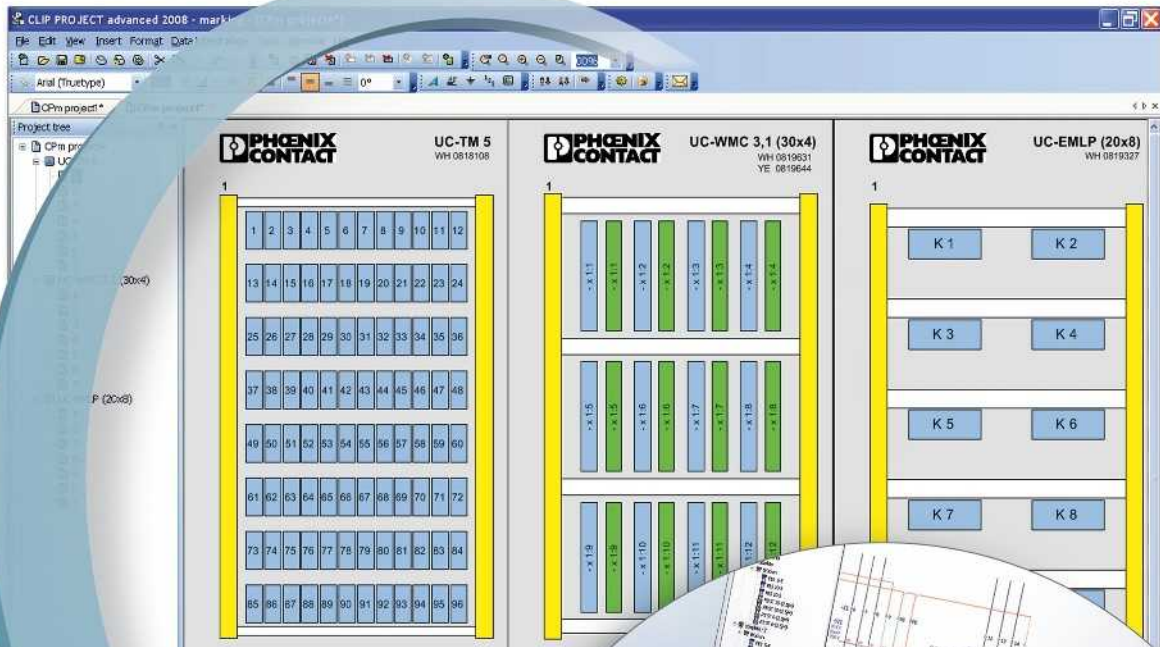 CLIP PROJECT advanced 2008 - marki
File Edit View Insert Format Data
Arial (Truetype) 0°
CPm project1*
Project tree
CPm pro
UC
(30x4)
P (20x8)
PHŒNIX
CONTACT
UC-TM 5
WH 0818108
1
1 2 3 4 5 6 7 8 9 10 11 12
13 14 15 16 17 18 19 20 21 22 23 24
25 26 27 28 29 30 31 32 33 34 35 36
37 38 39 40 41 42 43 44 45 46 47 48
49 50 51 52 53 54 55 56 57 58 59 60
61 62 63 64 65 66 67 68 69 70 71 72
73 74 75 76 77 78 79 80 81 82 83 84
85 86 87 88 89 90 91 92 93 94 95 96
PHŒNIX
CONTACT
UC-WMC 3,1 (30x4)
WH 0819631
YE 0819644
1
- x 1:1 - x 1:1 - x 1:2 - x 1:2 - x 1:3 - x 1:3 - x 1:4 - x 1:4
- x 1:5 - x 1:5 - x 1:6 - x 1:6 - x 1:7 - x 1:7 - x 1:8 - x 1:8
- x 1:9 - x 1:9 - x 1:10 - x 1:10 - x 1:11 - x 1:11 1:12 12
PHŒNIX
CONTACT
UC-EMLP (20x8)
WH 0819327
1
K 1 K 2
K 3 K 4
K 5 K 6
K 7 K 8